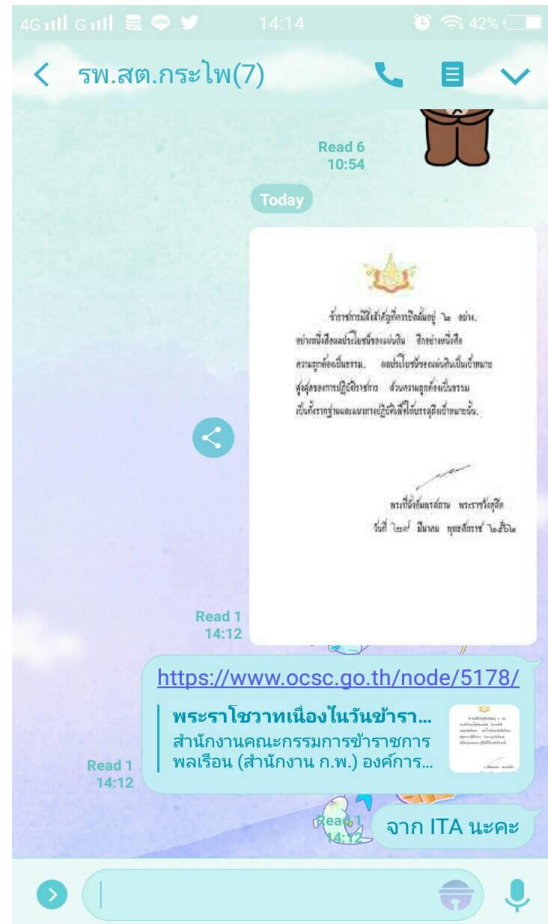 4G G LINE 14:14 42%
รพ.สต.กระไพ(7)
Read 6
10:54
Today
ข้าราชการมีสิ่งสำคัญที่ควรยึดมั่นอยู่ ๒ อย่าง.
อย่างหนึ่งคือผลประโยชน์ของแผ่นดิน อีกอย่างหนึ่งคือ
ความถูกต้องเป็นธรรม. ผลประโยชน์ของแผ่นดินเป็นเป้าหมาย
สูงสุดของการปฏิบัติราชการ ส่วนความถูกต้องเป็นธรรม
เป็นทั้งรากฐานและแนวทางปฏิบัติเพื่อให้บรรลุถึงเป้าหมายนั้น.
พระที่นั่งอัมพรสถาน พระราชวังดุสิต
วันที่ มีนาคม พุทธศักราช ๒๕๖๒
Read 1
14:12
https://www.ocsc.go.th/node/5178/
พระราโชวาทเนื่องในวันข้ารา...
สำนักงานคณะกรรมการข้าราชการ
พลเรือน (สำนักงาน ก.พ.) องค์การ...
Read 1
14:12
จาก ITA นะคะ
Read 1
14:12